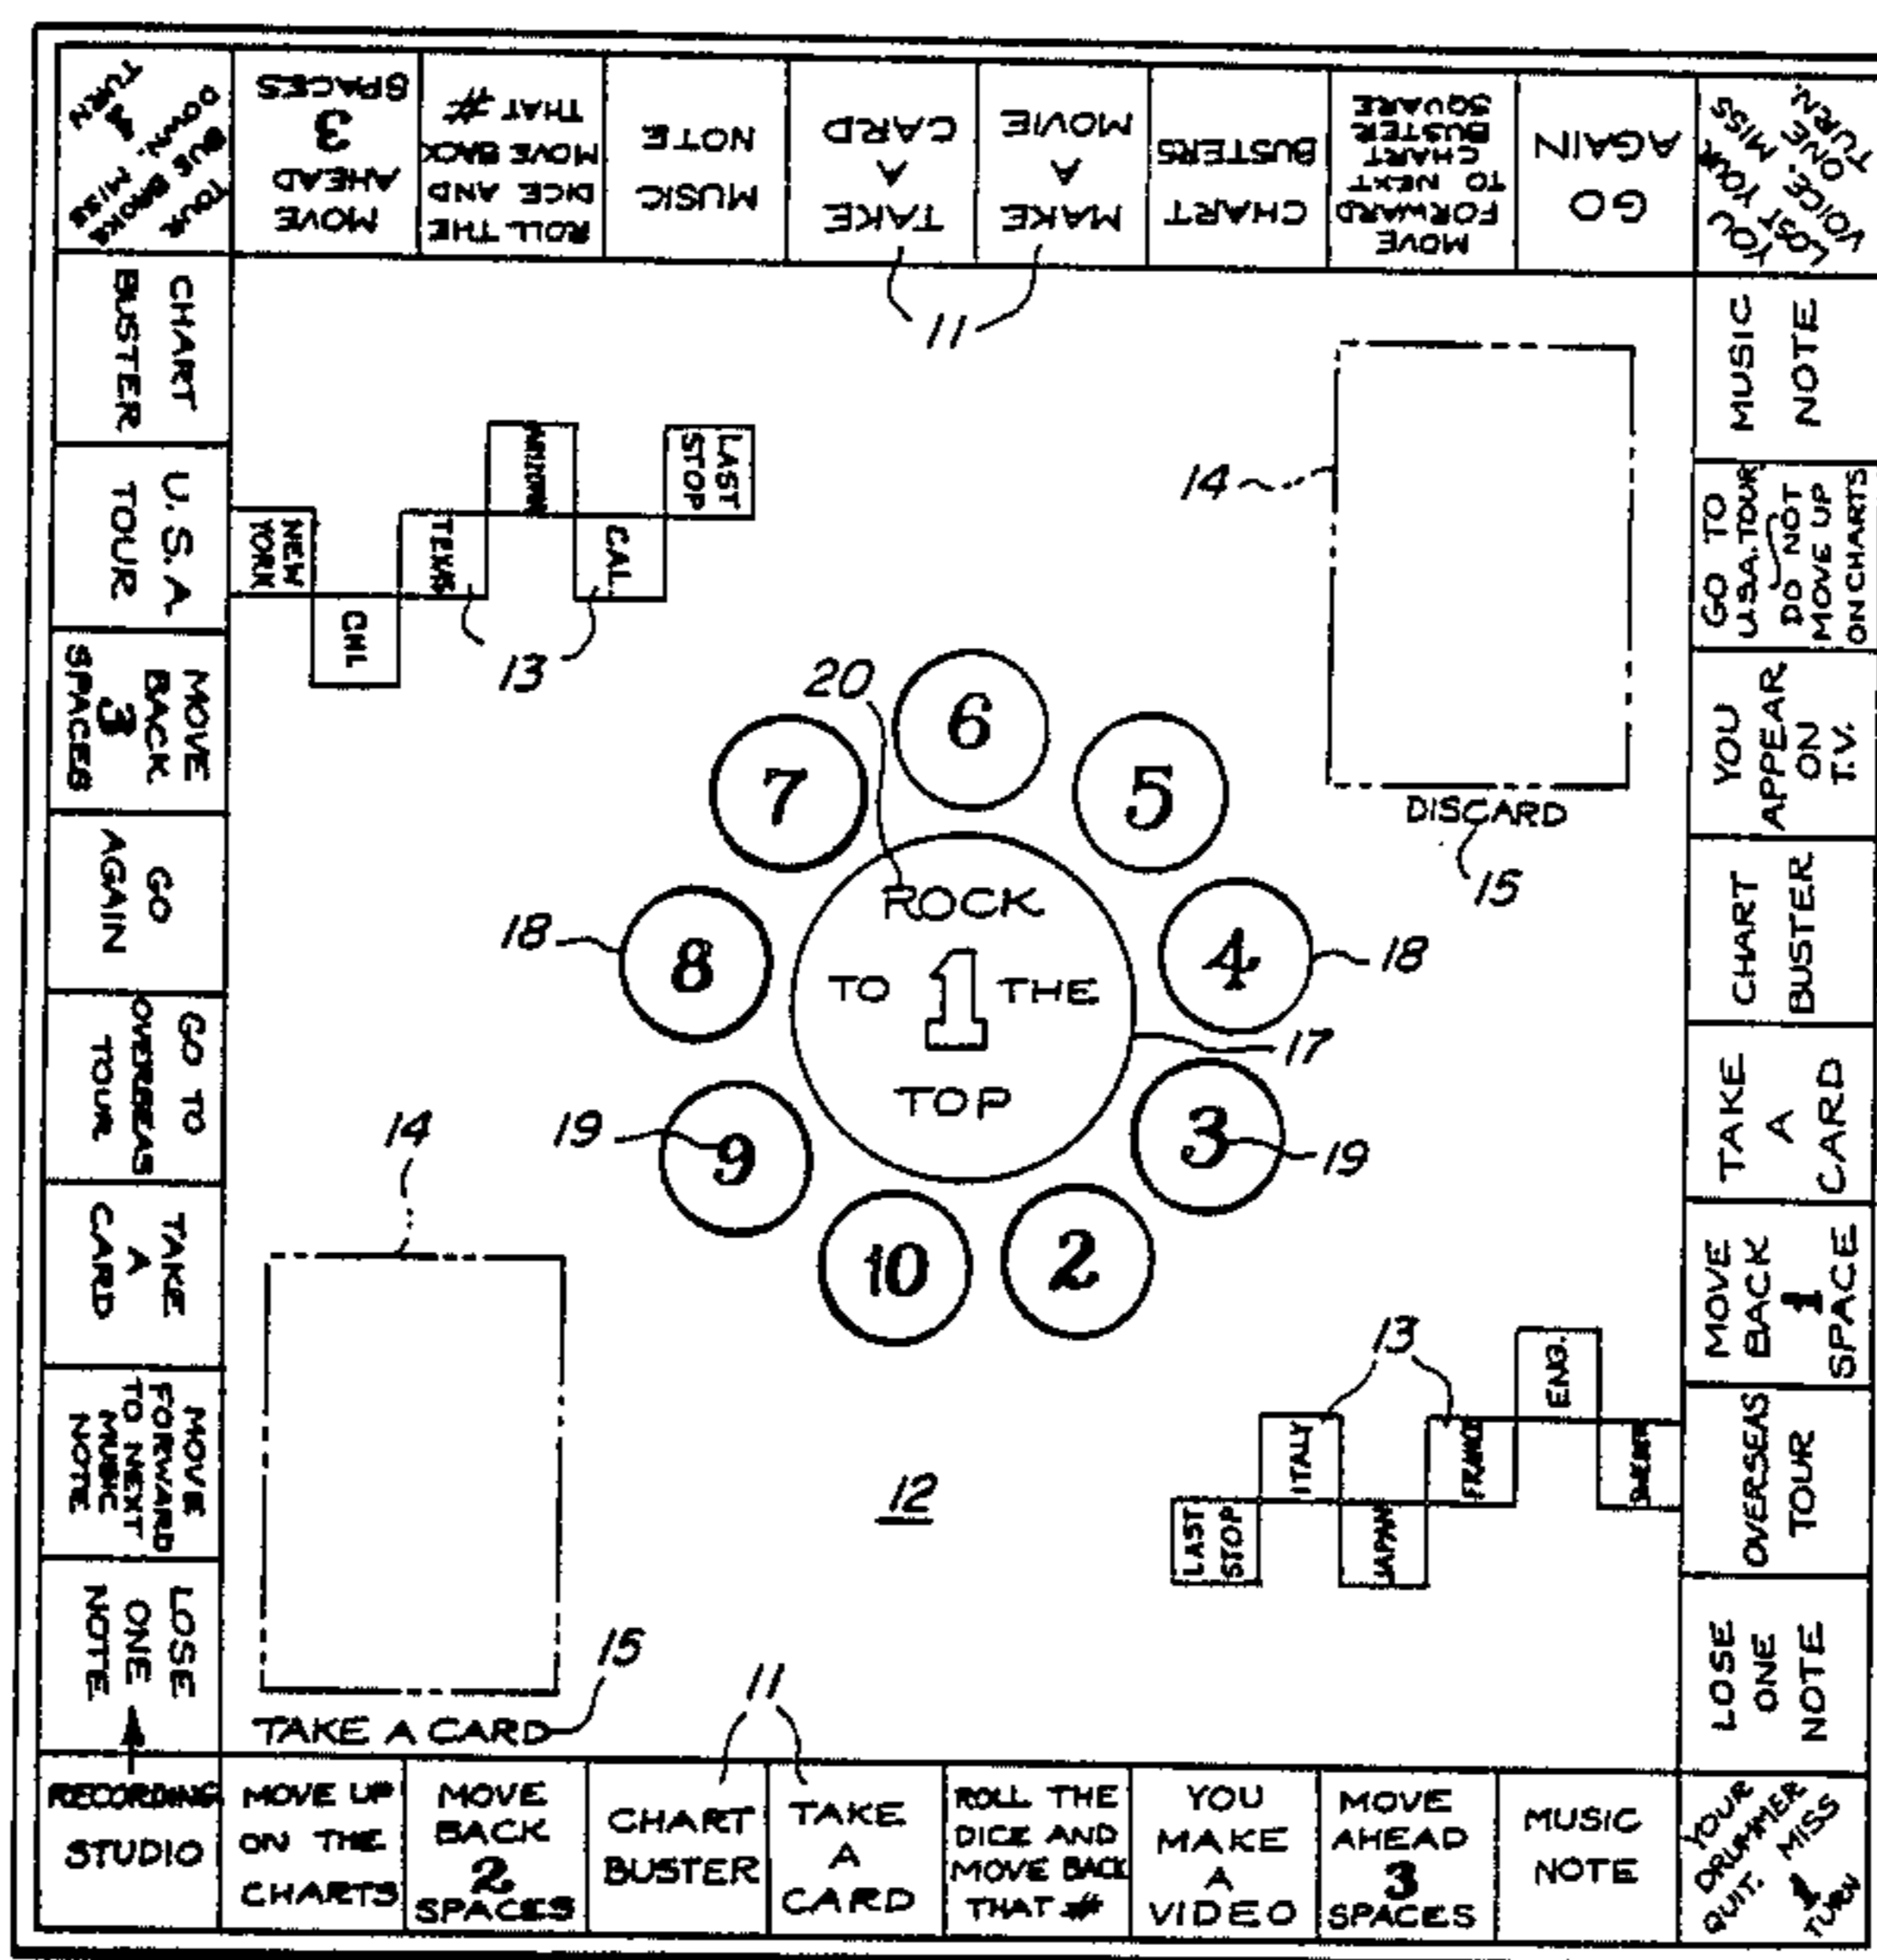 TOUR
BUS BROKE
DOWN. MISS
1 TURN
MOVE
AHEAD
3
SPACES
ROLL THE
DICE AND
MOVE BACK
THAT #
MUSIC
NOTE
TAKE
A
CARD
MAKE
A
MOVIE
CHART
BUSTERS
MOVE
FORWARD
TO NEXT
CHART
BUSTER
SQUARE
GO
AGAIN
YOU
LOST YOUR
VOICE. MISS
ONE
TURN.
MUSIC
NOTE
GO TO
U.S.A. TOUR
DO NOT
MOVE UP
ON CHARTS
YOU
APPEAR
ON
T.V.
CHART
BUSTER
TAKE
A
CARD
MOVE
BACK
1
SPACE
OVERSEAS
TOUR
LOSE
ONE
NOTE
YOUR
DRUMMER
QUIT. MISS
1
TURN
MUSIC
NOTE
MOVE
AHEAD
3
SPACES
YOU
MAKE
A
VIDEO
ROLL THE
DICE AND
MOVE BACK
THAT #
TAKE
A
CARD
CHART
BUSTER
MOVE
BACK
2
SPACES
MOVE UP
ON THE
CHARTS
RECORDING
STUDIO
LOSE
ONE
NOTE
MOVE
FORWARD
TO NEXT
MUSIC
NOTE
TAKE
A
CARD
GO TO
OVERSEAS
TOUR
GO
AGAIN
MOVE
BACK
3
SPACES
U.S.A.
TOUR
CHART
BUSTER
11
NEW
YORK
CHI.
TEXAS
CAL.
LAST
STOP
13
14
DISCARD
15
20
6
7
5
8
4
9
3
10
2
ROCK
TO 1 THE
TOP
18
18
17
19
19
14
TAKE A CARD
15
11
12
13
ENG.
FRANCE
JAPAN
ITALY
LAST
STOP